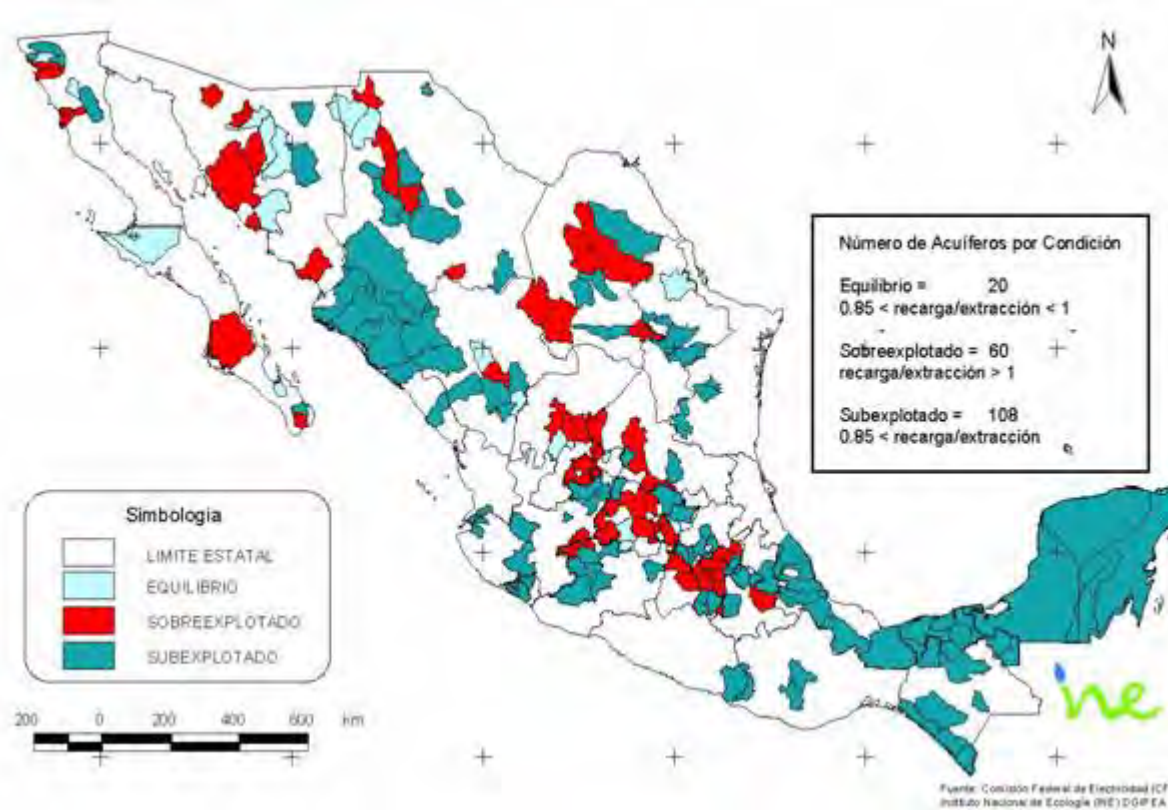 N
Número de Acuíferos por Condición
Equilibrio = 20
0.85 < recarga/extracción < 1
Sobreexplotado = 60
recarga/extracción > 1
Subexplotado = 108
0.85 < recarga/extracción
Simbologia
LIMITE ESTATAL
EQUILIBRIO
SOBREEXPLOTADO
SUBEXPLOTADO
200 0 200 400 600 km
ine
Fuente: Comisión Federal de Electricidad (CF
Instituto Nacional de Ecología (INE)